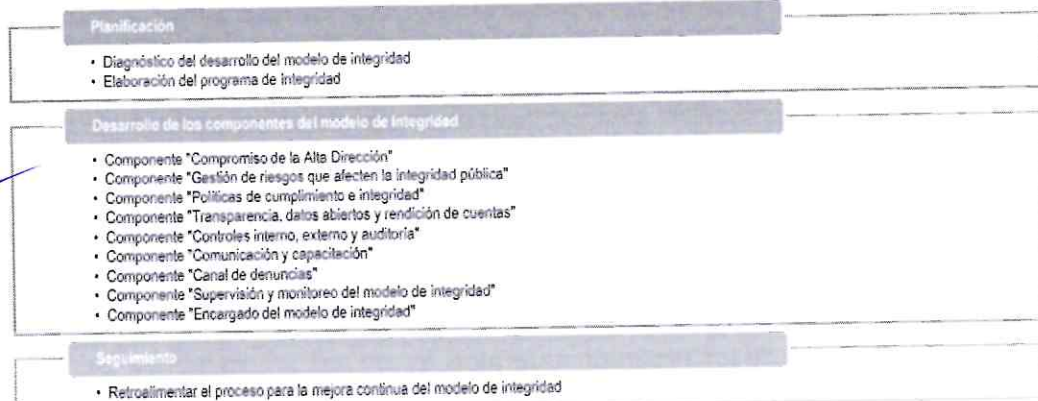 Planificación
• Diagnóstico del desarrollo del modelo de integridad
• Elaboración del programa de integridad
Desarrollo de los componentes del modelo de Integridad
• Componente "Compromiso de la Alta Dirección"
• Componente "Gestión de riesgos que afecten la integridad pública"
• Componente "Políticas de cumplimiento e integridad"
• Componente "Transparencia, datos abiertos y rendición de cuentas"
• Componente "Controles interno, externo y auditoría"
• Componente "Comunicación y capacitación"
• Componente "Canal de denuncias"
• Componente "Supervisión y monitoreo del modelo de integridad"
• Componente "Encargado del modelo de integridad"
Seguimiento
• Retroalimentar el proceso para la mejora continua del modelo de integridad